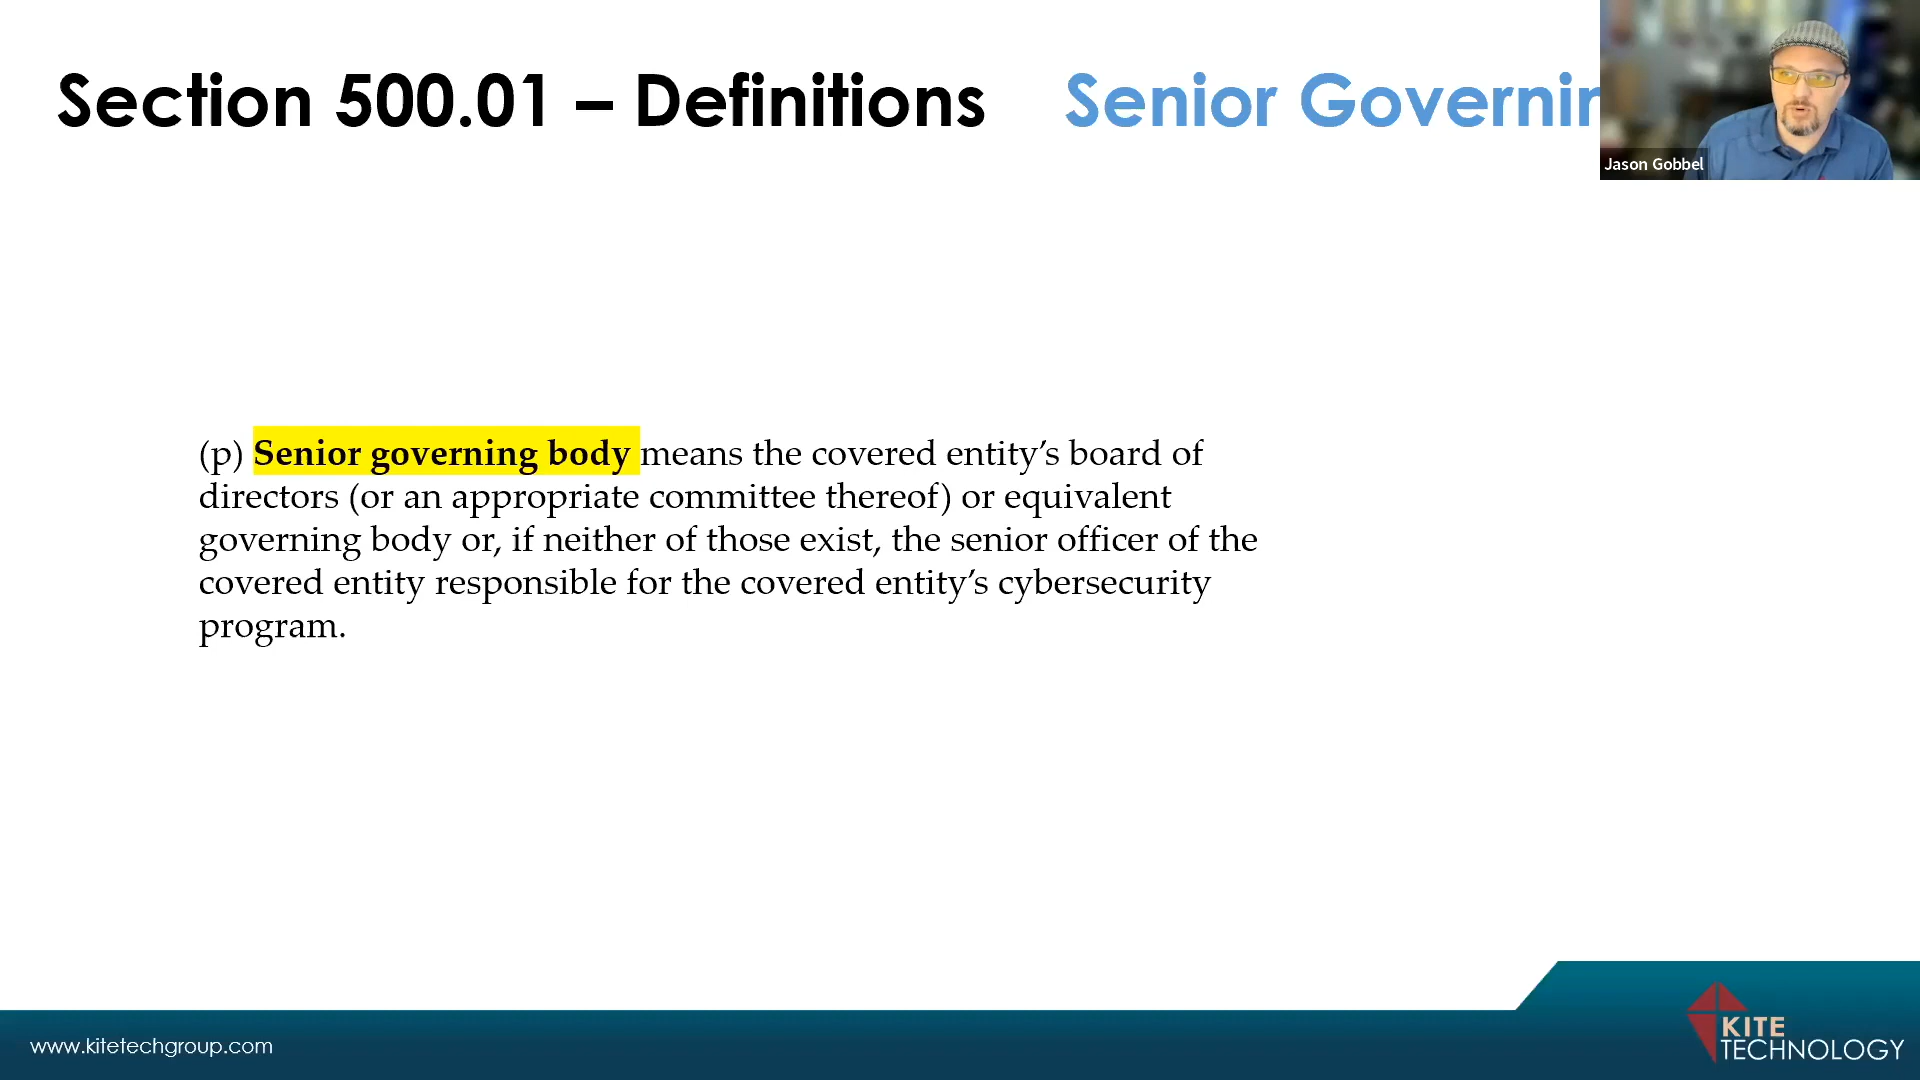 Section 500.01 – Definitions Senior Governin
Jason Gobbel
(p) Senior governing body means the covered entity’s board of
directors (or an appropriate committee thereof) or equivalent
governing body or, if neither of those exist, the senior officer of the
covered entity responsible for the covered entity’s cybersecurity
program.
www.kitetechgroup.com
KITE
TECHNOLOGY